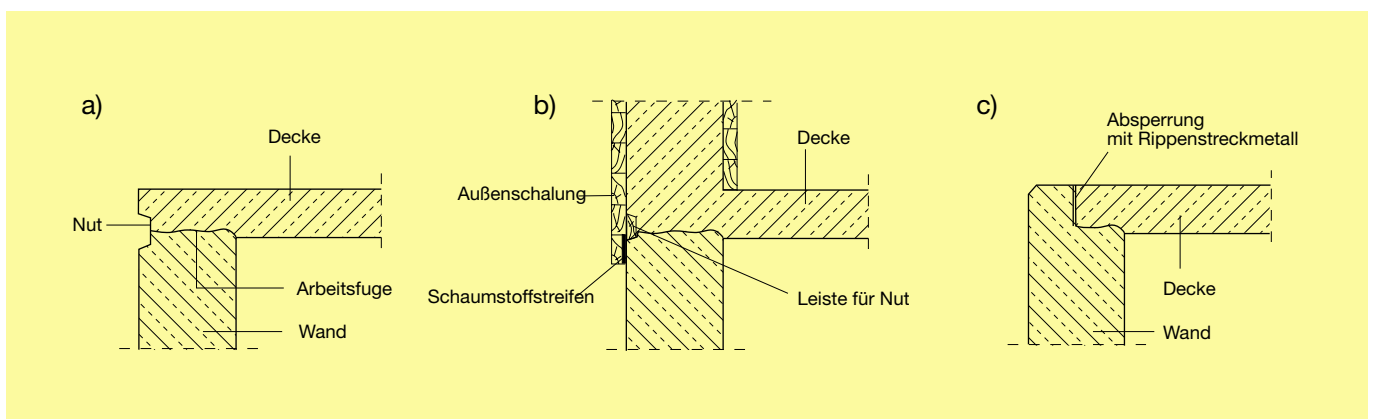 a)
Decke
Nut
Arbeitsfuge
Wand
b)
Decke
Außenschalung
Schaumstoffstreifen
Leiste für Nut
c)
Absperrung
mit Rippenstreckmetall
Decke
Wand